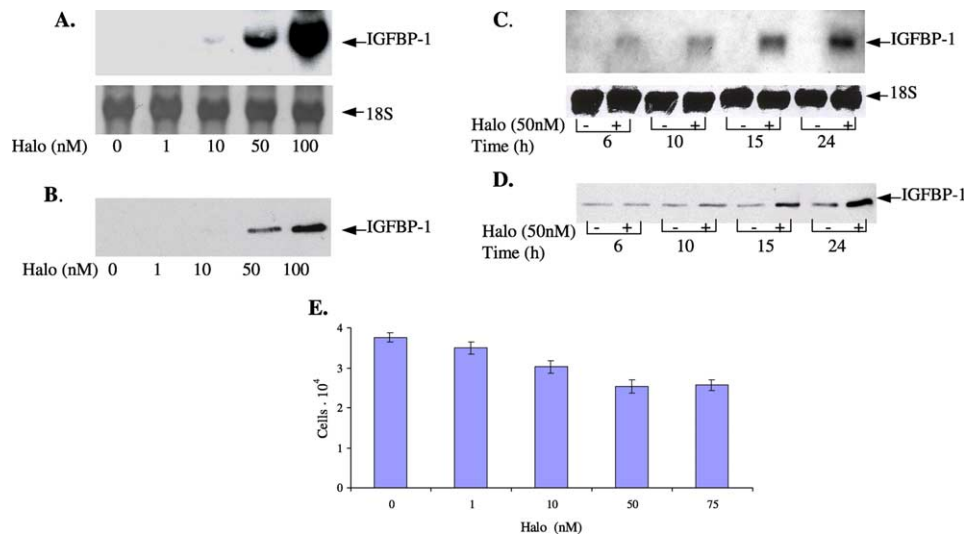 A.
IGFBP-1
18S
Halo (nM) 0 1 10 50 100
B.
IGFBP-1
Halo (nM) 0 1 10 50 100
C.
IGFBP-1
18S
Halo (50nM) - + - + - + - +
Time (h) 6 10 15 24
D.
IGFBP-1
Halo (50nM) - + - + - + - +
Time (h) 6 10 15 24
E.
4
3
2
1
0
Cells · 10⁴
0 1 10 50 75
Halo (nM)